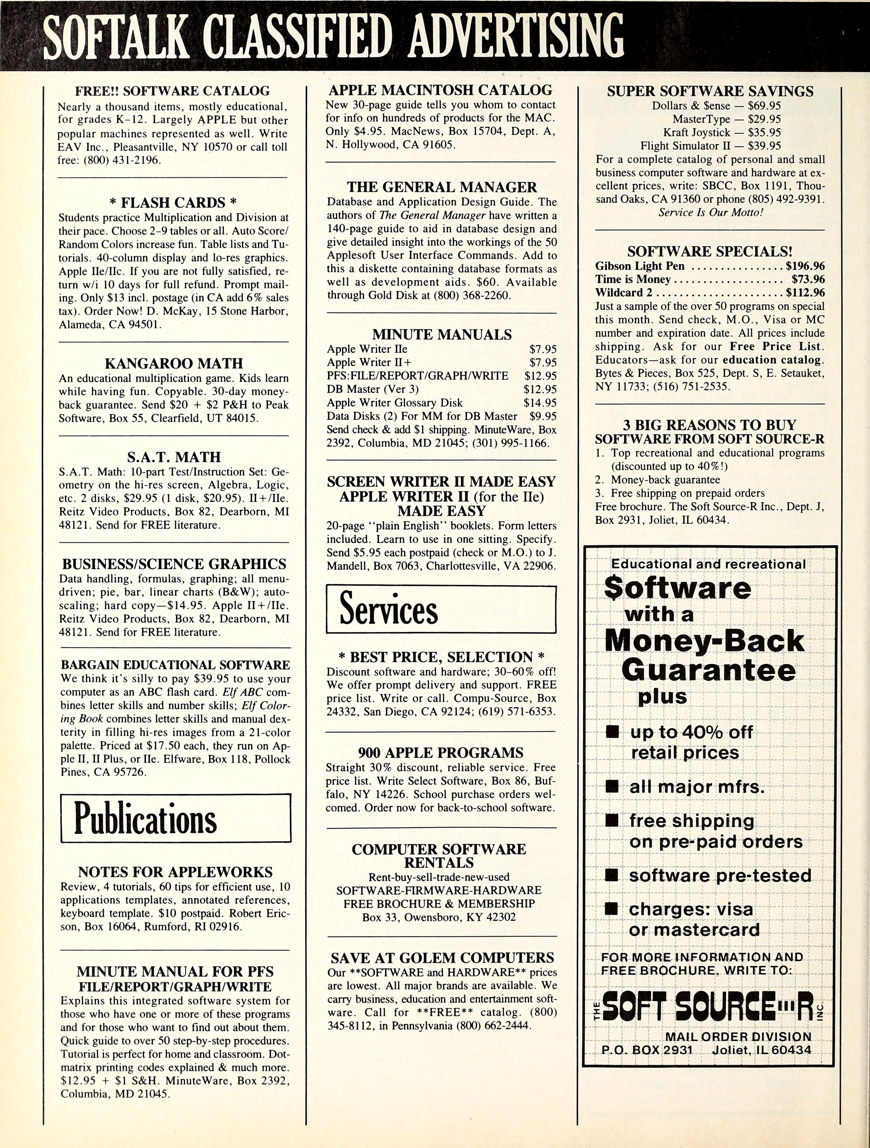 SOFTALK CLASSIFIED ADVERTISING
FREE!! SOFTWARE CATALOG
Nearly a thousand items, mostly educational,
for grades K-12. Largely APPLE but other
popular machines represented as well. Write
EAV Inc., Pleasantville, NY 10570 or call toll
free: (800) 431-2196.
* FLASH CARDS *
Students practice Multiplication and Division at
their pace. Choose 2-9 tables or all. Auto Score/
Random Colors increase fun. Table lists and Tu-
torials. 40-column display and lo-res graphics.
Apple IIe/IIc. If you are not fully satisfied, re-
turn w/i 10 days for full refund. Prompt mail-
ing. Only $13 incl. postage (in CA add 6% sales
tax). Order Now! D. McKay, 15 Stone Harbor,
Alameda, CA 94501.
KANGAROO MATH
An educational multiplication game. Kids learn
while having fun. Copyable. 30-day money-
back guarantee. Send $20 + $2 P&H to Peak
Software, Box 55, Clearfield, UT 84015.
S.A.T. MATH
S.A.T. Math: 10-part Test/Instruction Set: Ge-
ometry on the hi-res screen, Algebra, Logic,
etc. 2 disks, $29.95 (1 disk, $20.95). II+/IIe.
Reitz Video Products, Box 82, Dearborn, MI
48121. Send for FREE literature.
BUSINESS/SCIENCE GRAPHICS
Data handling, formulas, graphing; all menu-
driven; pie, bar, linear charts (B&W); auto-
scaling; hard copy—$14.95. Apple II+/IIe.
Reitz Video Products, Box 82, Dearborn, MI
48121. Send for FREE literature.
BARGAIN EDUCATIONAL SOFTWARE
We think it's silly to pay $39.95 to use your
computer as an ABC flash card. Elf ABC com-
bines letter skills and number skills; Elf Color-
ing Book combines letter skills and manual dex-
terity in filling hi-res images from a 21-color
palette. Priced at $17.50 each, they run on Ap-
ple II, II Plus, or IIe. Elfware, Box 118, Pollock
Pines, CA 95726.
Publications
NOTES FOR APPLEWORKS
Review, 4 tutorials, 60 tips for efficient use, 10
applications templates, annotated references,
keyboard template. $10 postpaid. Robert Eric-
son, Box 16064, Rumford, RI 02916.
MINUTE MANUAL FOR PFS
FILE/REPORT/GRAPH/WRITE
Explains this integrated software system for
those who have one or more of these programs
and for those who want to find out about them.
Quick guide to over 50 step-by-step procedures.
Tutorial is perfect for home and classroom. Dot-
matrix printing codes explained & much more.
$12.95 + $1 S&H. MinuteWare, Box 2392,
Columbia, MD 21045.
APPLE MACINTOSH CATALOG
New 30-page guide tells you whom to contact
for info on hundreds of products for the MAC.
Only $4.95. MacNews, Box 15704, Dept. A,
N. Hollywood, CA 91605.
THE GENERAL MANAGER
Database and Application Design Guide. The
authors of The General Manager have written a
140-page guide to aid in database design and
give detailed insight into the workings of the 50
Applesoft User Interface Commands. Add to
this a diskette containing database formats as
well as development aids. $60. Available
through Gold Disk at (800) 368-2260.
MINUTE MANUALS
Apple Writer IIe $7.95
Apple Writer II+ $7.95
PFS:FILE/REPORT/GRAPH/WRITE $12.95
DB Master (Ver 3) $12.95
Apple Writer Glossary Disk $14.95
Data Disks (2) For MM for DB Master $9.95
Send check & add $1 shipping. MinuteWare, Box
2392, Columbia, MD 21045; (301) 995-1166.
SCREEN WRITER II MADE EASY
APPLE WRITER II (for the IIe)
MADE EASY
20-page "plain English" booklets. Form letters
included. Learn to use in one sitting. Specify.
Send $5.95 each postpaid (check or M.O.) to J.
Mandell, Box 7063, Charlottesville, VA 22906.
Services
* BEST PRICE, SELECTION *
Discount software and hardware; 30-60% off!
We offer prompt delivery and support. FREE
price list. Write or call. Compu-Source, Box
24332, San Diego, CA 92124; (619) 571-6353.
900 APPLE PROGRAMS
Straight 30% discount, reliable service. Free
price list. Write Select Software, Box 86, Buf-
falo, NY 14226. School purchase orders wel-
comed. Order now for back-to-school software.
COMPUTER SOFTWARE
RENTALS
Rent-buy-sell-trade-new-used
SOFTWARE-FIRMWARE-HARDWARE
FREE BROCHURE & MEMBERSHIP
Box 33, Owensboro, KY 42302
SAVE AT GOLEM COMPUTERS
Our **SOFTWARE and HARDWARE** prices
are lowest. All major brands are available. We
carry business, education and entertainment soft-
ware. Call for **FREE** catalog. (800)
345-8112, in Pennsylvania (800) 662-2444.
SUPER SOFTWARE SAVINGS
Dollars & $ense — $69.95
MasterType — $29.95
Kraft Joystick — $35.95
Flight Simulator II — $39.95
For a complete catalog of personal and small
business computer software and hardware at ex-
cellent prices, write: SBCC, Box 1191, Thou-
sand Oaks, CA 91360 or phone (805) 492-9391.
Service Is Our Motto!
SOFTWARE SPECIALS!
Gibson Light Pen ............... $196.96
Time is Money .................. $73.96
Wildcard 2 ..................... $112.96
Just a sample of the over 50 programs on special
this month. Send check, M.O., Visa or MC
number and expiration date. All prices include
shipping. Ask for our Free Price List.
Educators—ask for our education catalog.
Bytes & Pieces, Box 525, Dept. S, E. Setauket,
NY 11733; (516) 751-2535.
3 BIG REASONS TO BUY
SOFTWARE FROM SOFT SOURCE-R
1. Top recreational and educational programs
(discounted up to 40%!)
2. Money-back guarantee
3. Free shipping on prepaid orders
Free brochure. The Soft Source-R Inc., Dept. J,
Box 2931, Joliet, IL 60434.
Educational and recreational
$oftware
with a
Money-Back
Guarantee
plus
■ up to 40% off
retail prices
■ all major mfrs.
■ free shipping
on pre-paid orders
■ software pre-tested
■ charges: visa
or mastercard
FOR MORE INFORMATION AND
FREE BROCHURE, WRITE TO:
THE SOFT SOURCE R INC.
MAIL ORDER DIVISION
P.O. BOX 2931 Joliet, IL 60434